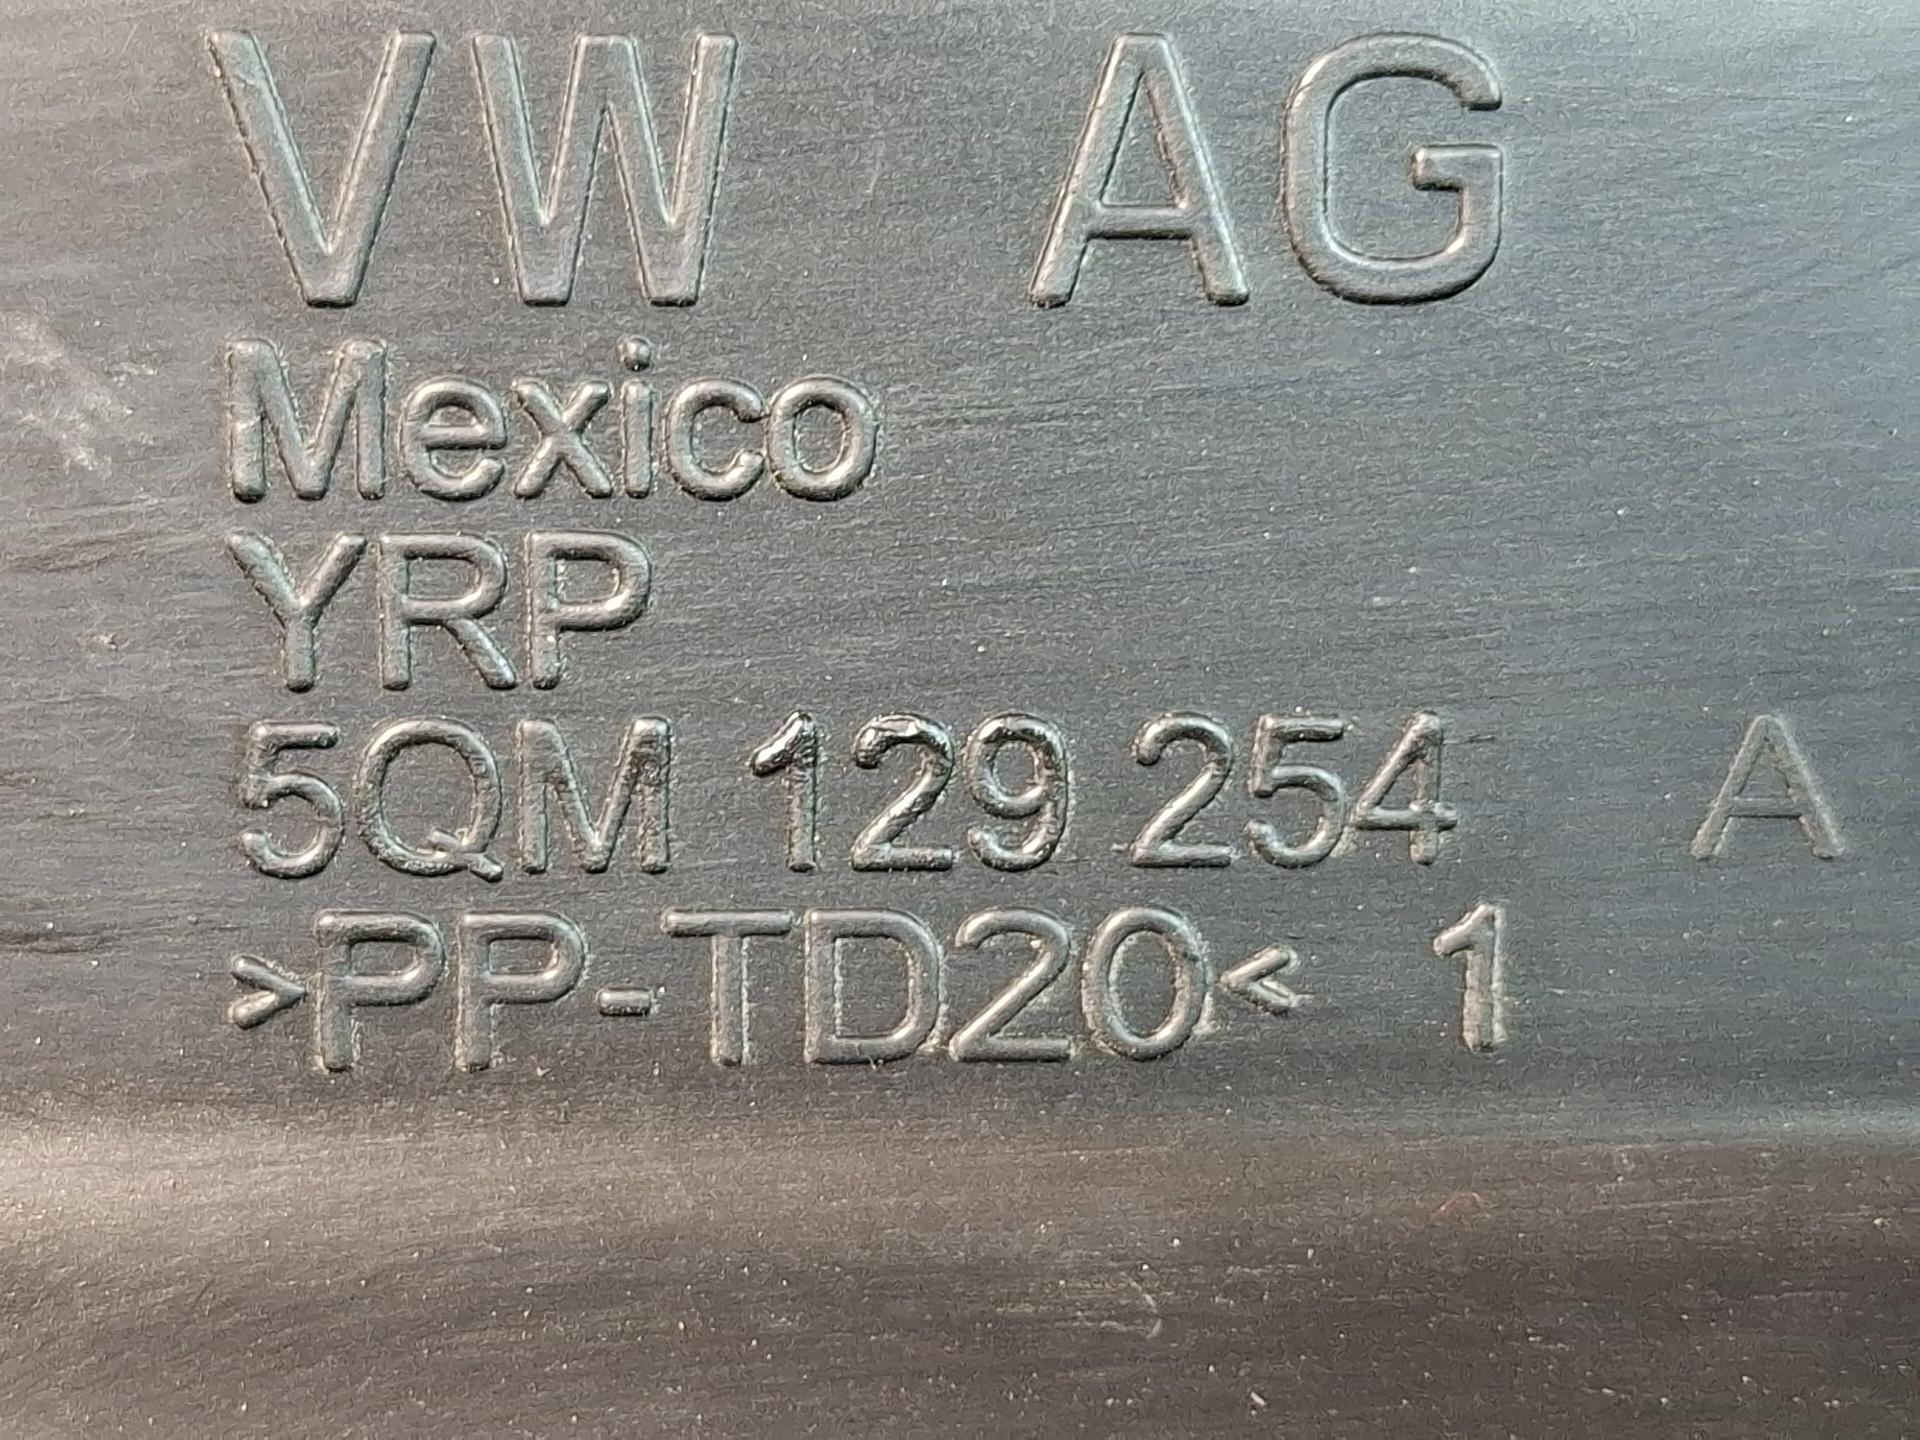 VW AG
Mexico
YRP
5QM 129 254 A
>PP-TD20< 1